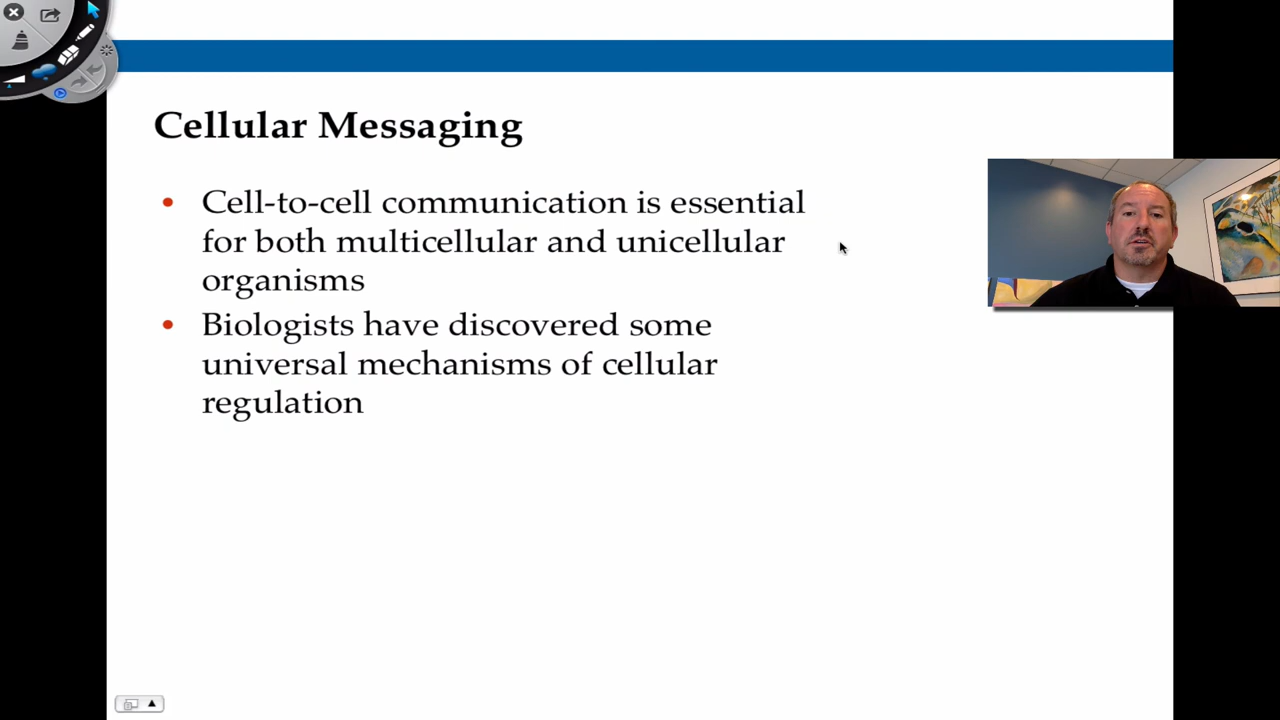 Cellular Messaging
• Cell-to-cell communication is essential
for both multicellular and unicellular
organisms
• Biologists have discovered some
universal mechanisms of cellular
regulation